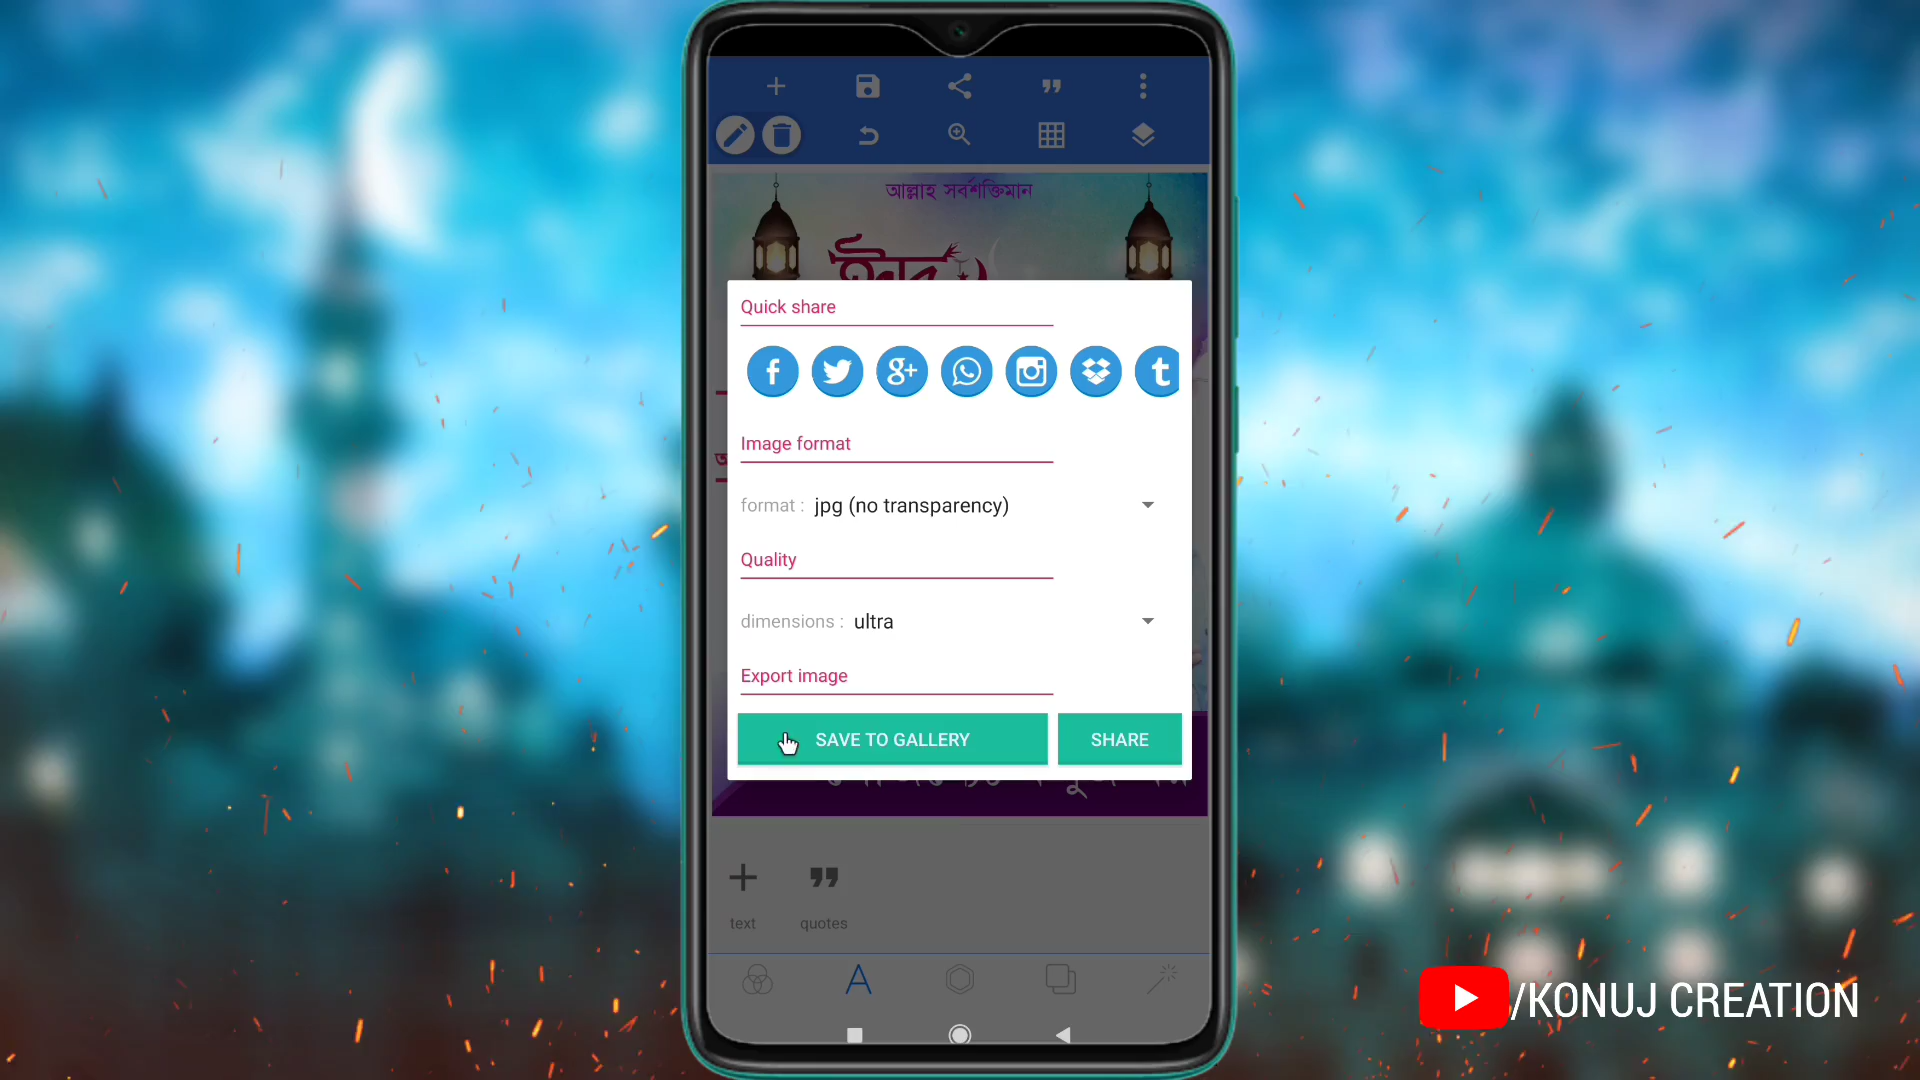 আল্লাহ সর্বশক্তিমান
Quick share
Image format
format : jpg (no transparency)
Quality
dimensions : ultra
Export image
SAVE TO GALLERY
SHARE
text
quotes
/KONUJ CREATION